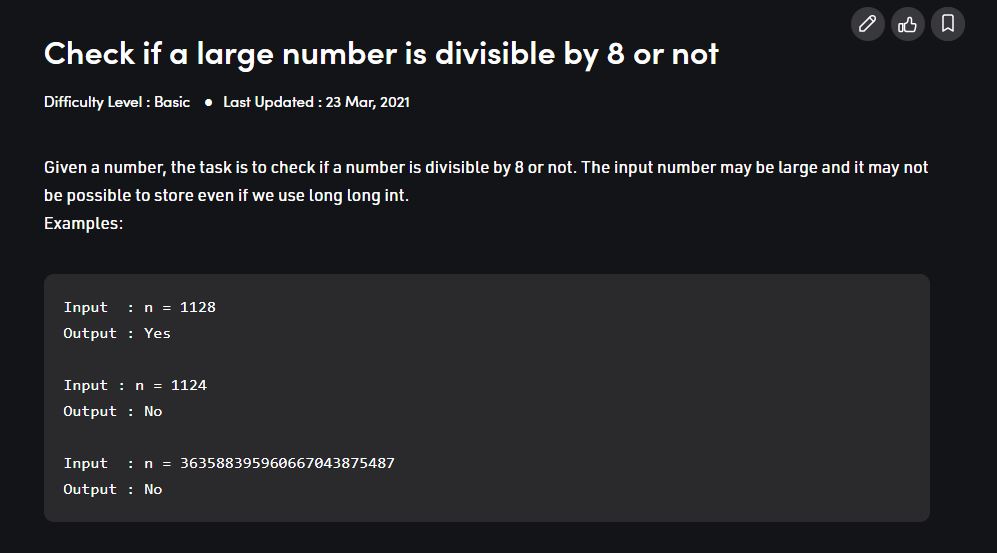 Check if a large number is divisible by 8 or not
Difficulty Level : Basic ● Last Updated : 23 Mar, 2021
Given a number, the task is to check if a number is divisible by 8 or not. The input number may be large and it may not
be possible to store even if we use long long int.
Examples:
Input  : n = 1128
Output : Yes
Input : n = 1124
Output : No
Input  : n = 363588395960667043875487
Output : No